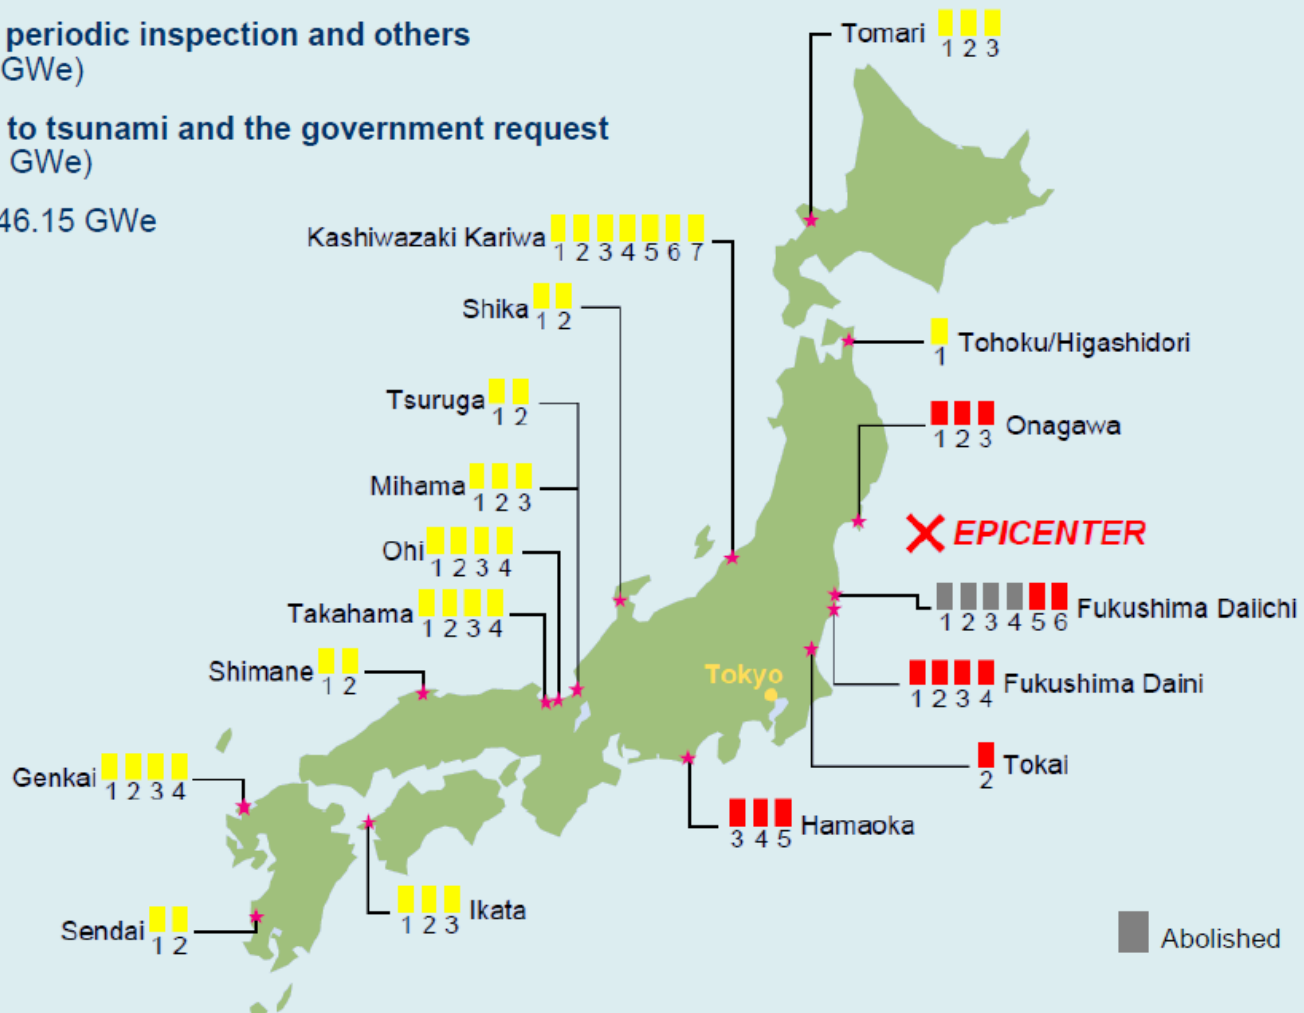 periodic inspection and others
GWe)
to tsunami and the government request
GWe)
46.15 GWe
Tomari
1 2 3
Kashiwazaki Kariwa
1 2 3 4 5 6 7
Shika
1 2
Tohoku/Higashidori
1
Tsuruga
1 2
Onagawa
1 2 3
Mihama
1 2 3
EPICENTER
Ohi
1 2 3 4
Takahama
1 2 3 4
Fukushima Daiichi
1 2 3 4 5 6
Shimane
1 2
Tokyo
Fukushima Daini
1 2 3 4
Genkai
1 2 3 4
Tokai
2
Hamaoka
3 4 5
Ikata
1 2 3
Sendai
1 2
Abolished